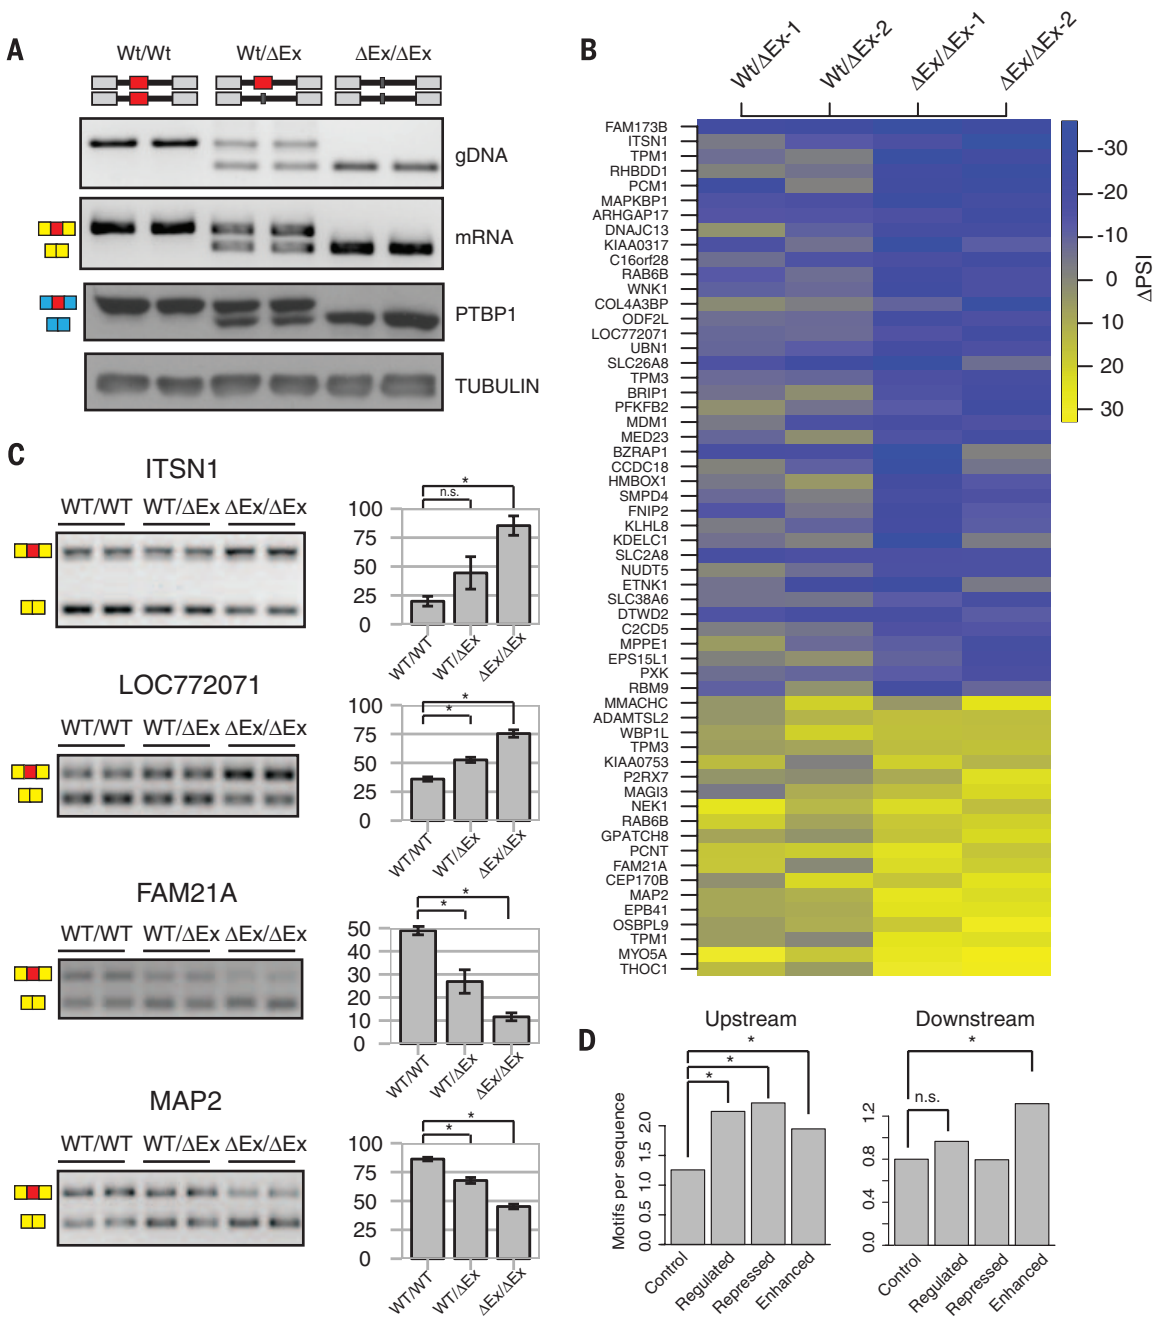 A
Wt/Wt
Wt/ΔEx
ΔEx/ΔEx
gDNA
mRNA
PTBP1
TUBULIN
B
Wt/ΔEx-1
Wt/ΔEx-2
ΔEx/ΔEx-1
ΔEx/ΔEx-2
FAM173B
ITSN1
TPM1
RHBDD1
PCM1
MAPKBP1
ARHGAP17
DNAJC13
KIAA0317
C16orf28
RAB6B
WNK1
COL4A3BP
ODF2L
LOC772071
UBN1
SLC26A8
TPM3
BRIP1
PFKFB2
MDM1
MED23
BZRAP1
CCDC18
HMBOX1
SMPD4
FNIP2
KLHL8
KDELC1
SLC2A8
NUDT5
ETNK1
SLC38A6
DTWD2
C2CD5
MPPE1
EPS15L1
PXK
RBM9
MMACHC
ADAMTSL2
WBP1L
TPM3
KIAA0753
P2RX7
MAGI3
NEK1
RAB6B
GPATCH8
PCNT
FAM21A
CEP170B
MAP2
EPB41
OSBPL9
TPM1
MYO5A
THOC1
-30
-20
-10
0
10
20
30
ΔPSI
C
ITSN1
WT/WT WT/ΔEx ΔEx/ΔEx
*
n.s.
100
75
50
25
0
WT/WT
WT/ΔEx
ΔEx/ΔEx
LOC772071
WT/WT WT/ΔEx ΔEx/ΔEx
*
*
100
75
50
25
0
WT/WT
WT/ΔEx
ΔEx/ΔEx
FAM21A
WT/WT WT/ΔEx ΔEx/ΔEx
*
*
50
40
30
20
10
0
WT/WT
WT/ΔEx
ΔEx/ΔEx
MAP2
WT/WT WT/ΔEx ΔEx/ΔEx
*
*
100
75
50
25
0
WT/WT
WT/ΔEx
ΔEx/ΔEx
D
Upstream
*
*
*
Motifs per sequence
2.0
1.5
1.0
0.5
0.0
Control
Regulated
Repressed
Enhanced
Downstream
*
n.s.
1.2
0.8
0.4
0.0
Control
Regulated
Repressed
Enhanced